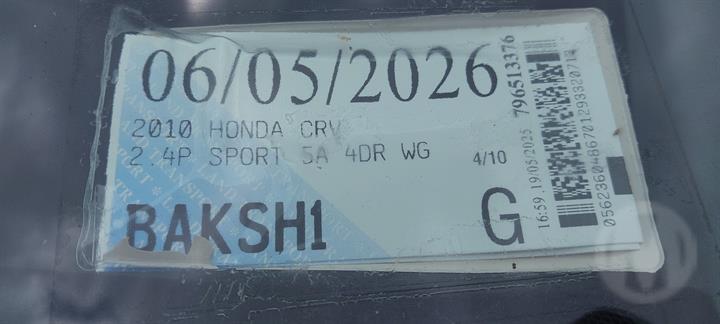 06/05/2026
2010 HONDA CRV
2.4P SPORT 5A 4DR WG 4/10
BAKSH1 G
796513376
16:59 19/05/2025